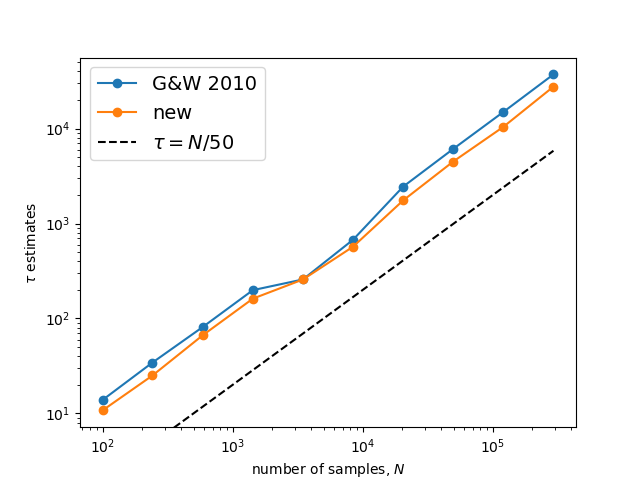 G&W 2010
new
τ = N/50
10⁴
10³
10²
10¹
τ estimates
10² 10³ 10⁴ 10⁵
number of samples, N